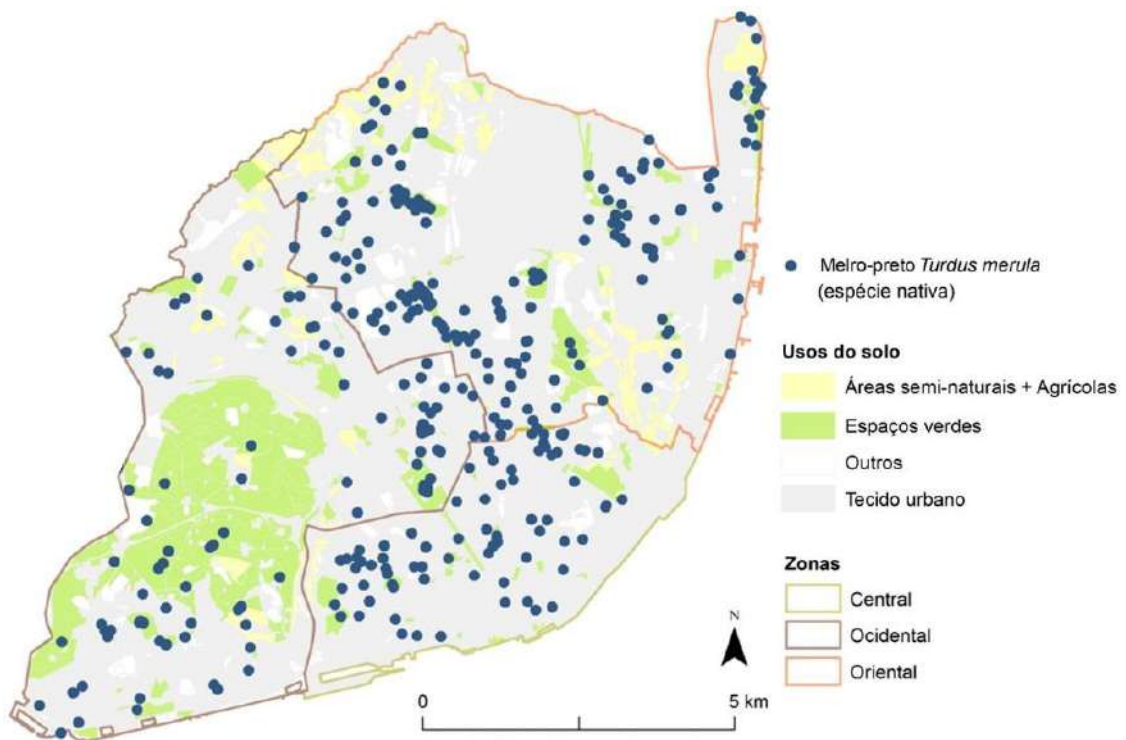 Melro-preto Turdus merula
(espécie nativa)
Usos do solo
Áreas semi-naturais + Agrícolas
Espaços verdes
Outros
Tecido urbano
Zonas
Central
Ocidental
Oriental
N
0 5 km